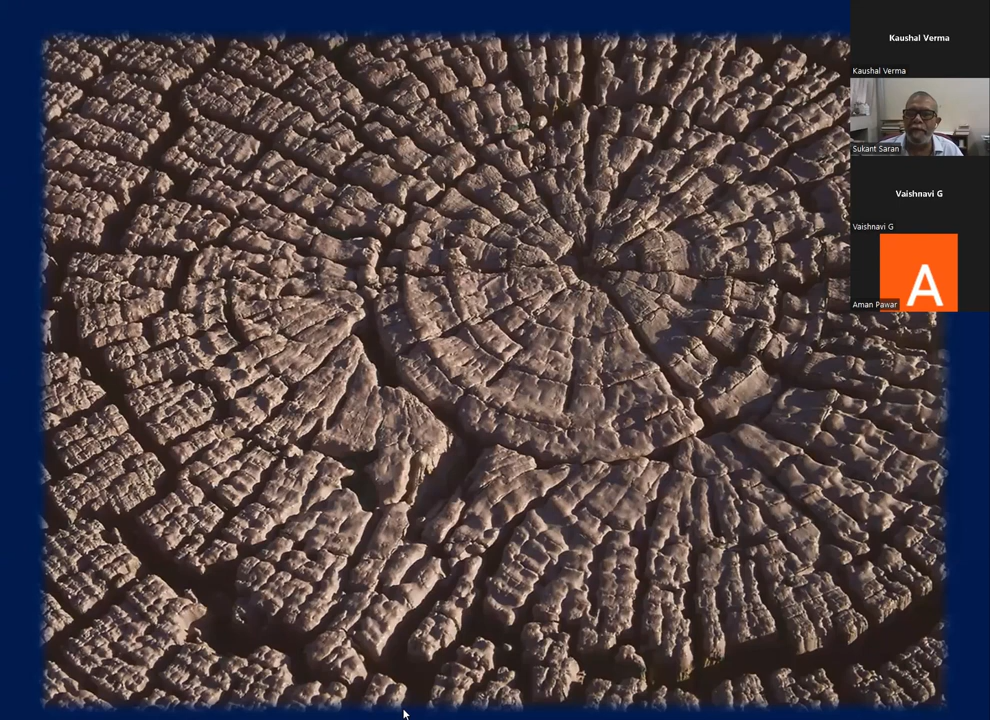 Kaushal Verma
Kaushal Verma
Sukant Saran
Vaishnavi G
Vaishnavi G
A
Aman Pawar